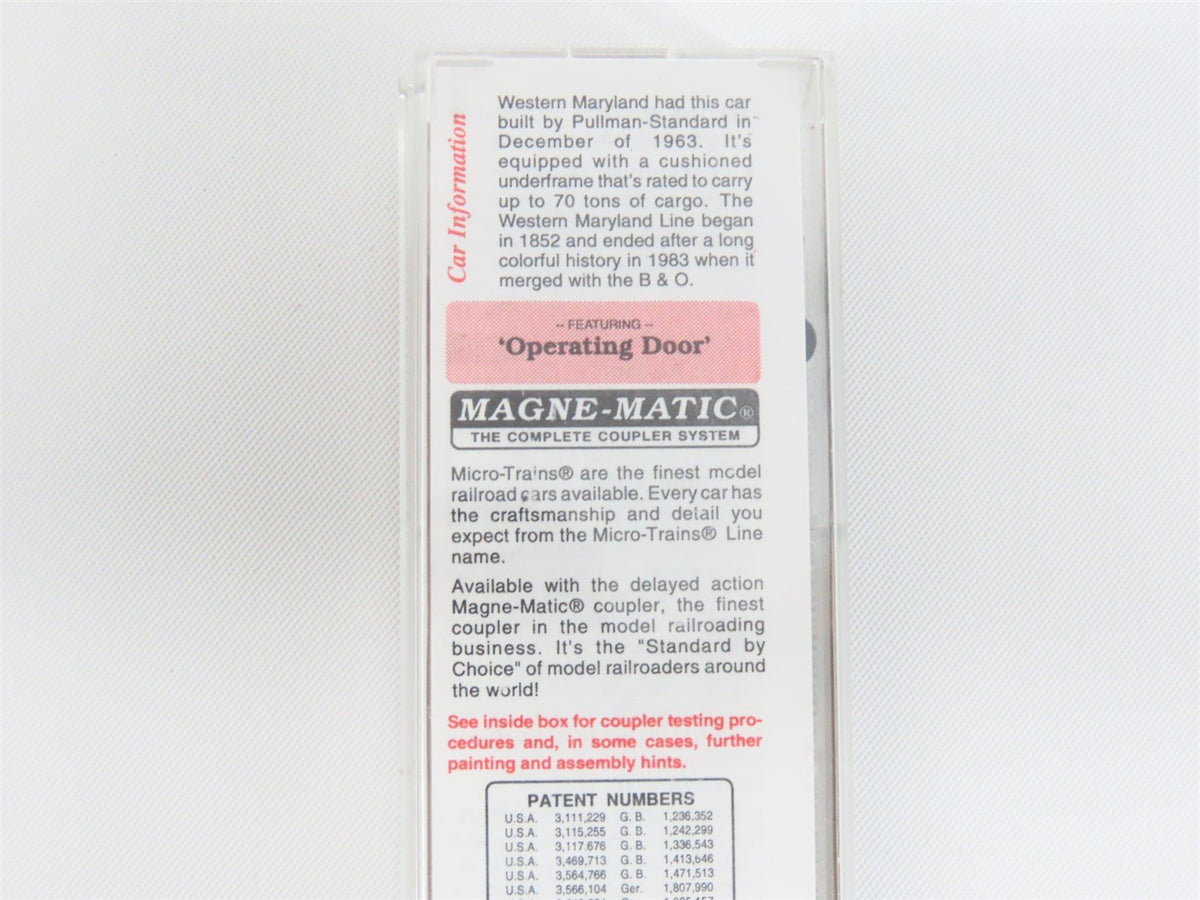 Car Information
Western Maryland had this car
built by Pullman-Standard in
December of 1963. It's
equipped with a cushioned
underframe that's rated to carry
up to 70 tons of cargo. The
Western Maryland Line began
in 1852 and ended after a long
colorful history in 1983 when it
merged with the B & O.
-- FEATURING --
‘Operating Door’
MAGNE-MATIC®
THE COMPLETE COUPLER SYSTEM
Micro-Trains® are the finest model
railroad cars available. Every car has
the craftsmanship and detail you
expect from the Micro-Trains® Line
name.
Available with the delayed action
Magne-Matic® coupler, the finest
coupler in the model railroading
business. It's the "Standard by
Choice" of model railroaders around
the world!
See inside box for coupler testing pro-
cedures and, in some cases, further
painting and assembly hints.
PATENT NUMBERS
U.S.A. 3,111,229 G. B. 1,236,352
U.S.A. 3,115,255 G. B. 1,242,299
U.S.A. 3,117.676 G. B. 1,336,543
U.S.A. 3,469,713 G. B. 1,413,646
U.S.A. 3,564,766 G. B. 1,471,513
U.S.A. 3,566,104 Ger. 1,807,990